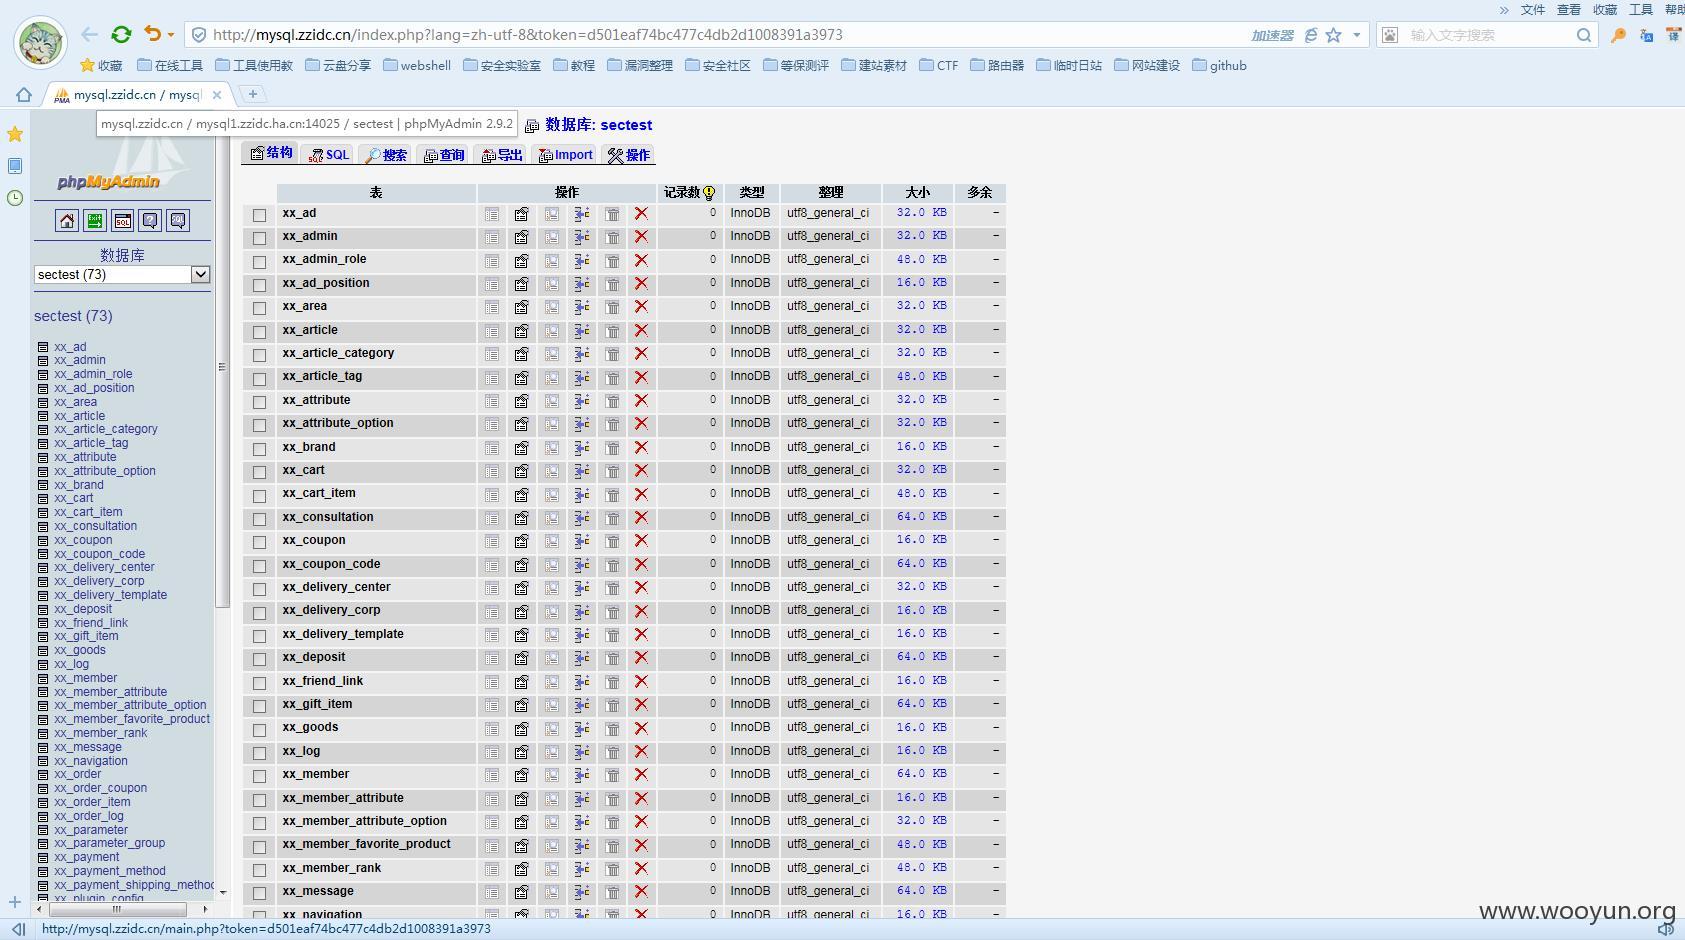 » 文件 查看 收藏 工具 帮助
http://mysql.zzidc.cn/index.php?lang=zh-utf-8&token=d501eaf74bc477c4db2d1008391a3973 加速器 输入文字搜索
收藏 在线工具 工具使用教 云盘分享 webshell 安全实验室 教程 漏洞整理 安全社区 等保测评 建站素材 CTF 路由器 临时日站 网站建设 github
PMA mysql.zzidc.cn / mysql
mysql.zzidc.cn / mysql1.zzidc.ha.cn:14025 / sectest | phpMyAdmin 2.9.2
数据库: sectest
结构 SQL 搜索 查询 导出 Import 操作
phpMyAdmin
SQL
数据库
sectest (73)
sectest (73)
xx_ad
xx_admin
xx_admin_role
xx_ad_position
xx_area
xx_article
xx_article_category
xx_article_tag
xx_attribute
xx_attribute_option
xx_brand
xx_cart
xx_cart_item
xx_consultation
xx_coupon
xx_coupon_code
xx_delivery_center
xx_delivery_corp
xx_delivery_template
xx_deposit
xx_friend_link
xx_gift_item
xx_goods
xx_log
xx_member
xx_member_attribute
xx_member_attribute_option
xx_member_favorite_product
xx_member_rank
xx_message
xx_navigation
xx_order
xx_order_coupon
xx_order_item
xx_order_log
xx_parameter
xx_parameter_group
xx_payment
xx_payment_method
xx_payment_shipping_method
xx_plugin_config
表 操作 记录数 类型 整理 大小 多余
xx_ad 0 InnoDB utf8_general_ci 32.0 KB -
xx_admin 0 InnoDB utf8_general_ci 32.0 KB -
xx_admin_role 0 InnoDB utf8_general_ci 48.0 KB -
xx_ad_position 0 InnoDB utf8_general_ci 16.0 KB -
xx_area 0 InnoDB utf8_general_ci 32.0 KB -
xx_article 0 InnoDB utf8_general_ci 32.0 KB -
xx_article_category 0 InnoDB utf8_general_ci 32.0 KB -
xx_article_tag 0 InnoDB utf8_general_ci 48.0 KB -
xx_attribute 0 InnoDB utf8_general_ci 32.0 KB -
xx_attribute_option 0 InnoDB utf8_general_ci 32.0 KB -
xx_brand 0 InnoDB utf8_general_ci 16.0 KB -
xx_cart 0 InnoDB utf8_general_ci 32.0 KB -
xx_cart_item 0 InnoDB utf8_general_ci 48.0 KB -
xx_consultation 0 InnoDB utf8_general_ci 64.0 KB -
xx_coupon 0 InnoDB utf8_general_ci 16.0 KB -
xx_coupon_code 0 InnoDB utf8_general_ci 64.0 KB -
xx_delivery_center 0 InnoDB utf8_general_ci 32.0 KB -
xx_delivery_corp 0 InnoDB utf8_general_ci 16.0 KB -
xx_delivery_template 0 InnoDB utf8_general_ci 16.0 KB -
xx_deposit 0 InnoDB utf8_general_ci 64.0 KB -
xx_friend_link 0 InnoDB utf8_general_ci 16.0 KB -
xx_gift_item 0 InnoDB utf8_general_ci 64.0 KB -
xx_goods 0 InnoDB utf8_general_ci 16.0 KB -
xx_log 0 InnoDB utf8_general_ci 16.0 KB -
xx_member 0 InnoDB utf8_general_ci 64.0 KB -
xx_member_attribute 0 InnoDB utf8_general_ci 16.0 KB -
xx_member_attribute_option 0 InnoDB utf8_general_ci 32.0 KB -
xx_member_favorite_product 0 InnoDB utf8_general_ci 48.0 KB -
xx_member_rank 0 InnoDB utf8_general_ci 48.0 KB -
xx_message 0 InnoDB utf8_general_ci 64.0 KB -
xx_navigation 0 InnoDB utf8_general_ci 16.0 KB -
www.wooyun.org
http://mysql.zzidc.cn/main.php?token=d501eaf74bc477c4db2d1008391a3973